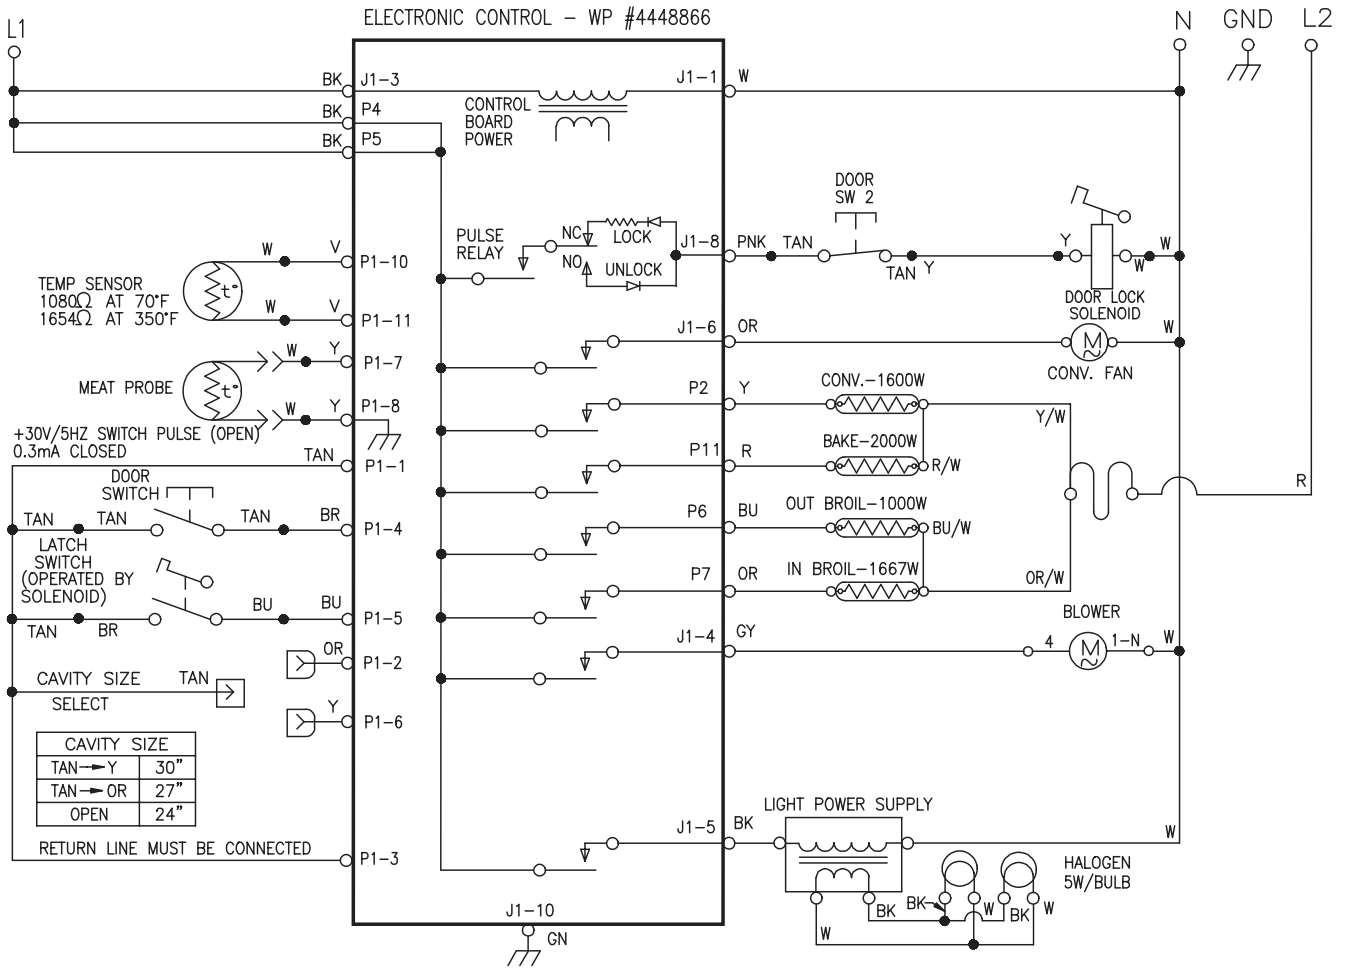 ELECTRONIC CONTROL – WP #4448866
L1
N
GND
L2
BK
J1-3
J1-1
W
BK
P4
CONTROL
BOARD
POWER
BK
P5
DOOR
SW 2
PULSE
RELAY
NC
LOCK
NO
UNLOCK
J1-8
PNK
TAN
TAN
Y
Y
W
W
DOOR LOCK
SOLENOID
W
V
P1-10
TEMP SENSOR
1080Ω AT 70°F
1654Ω AT 350°F
t°
W
V
P1-11
J1-6
OR
M
W
CONV. FAN
MEAT PROBE
t°
W
Y
P1-7
W
Y
P1-8
P2
Y
CONV.-1600W
Y/W
+30V/5HZ SWITCH PULSE (OPEN)
0.3mA CLOSED
TAN
P1-1
P11
R
BAKE-2000W
R/W
R
DOOR
SWITCH
TAN
TAN
TAN
BR
P1-4
P6
BU
OUT BROIL-1000W
BU/W
LATCH
SWITCH
(OPERATED BY
SOLENOID)
TAN
BR
BU
BU
P1-5
P7
OR
IN BROIL-1667W
OR/W
OR
P1-2
J1-4
GY
BLOWER
4
M
1-N
W
CAVITY SIZE
SELECT
TAN
Y
P1-6
CAVITY SIZE
TAN → Y 30”
TAN → OR 27”
OPEN 24”
RETURN LINE MUST BE CONNECTED
P1-3
J1-5
BK
LIGHT POWER SUPPLY
W
HALOGEN
5W/BULB
BK
BK
W
BK
W
W
J1-10
GN